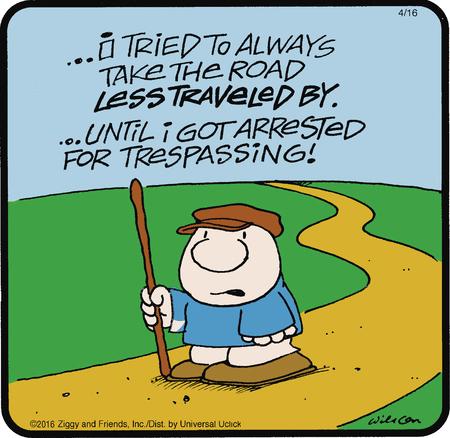 4/16
...i TRIED TO ALWAYS
TAKE THE ROAD
LESS TRAVELED BY.
...UNTIL i GOT ARRESTED
FOR TRESPASSING!
©2016 Ziggy and Friends, Inc./Dist. by Universal Uclick
Wilson